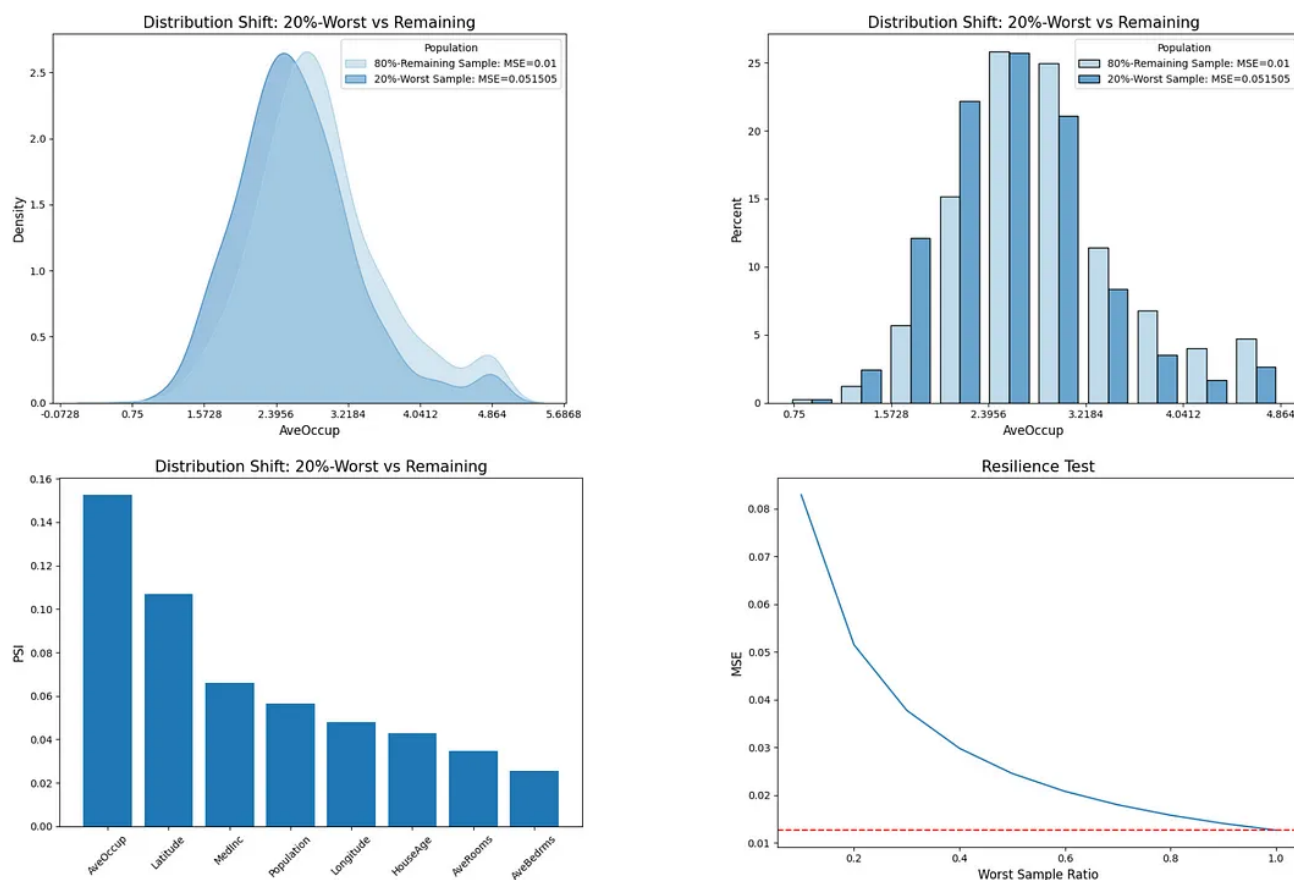 Distribution Shift: 20%-Worst vs Remaining
Population
80%-Remaining Sample: MSE=0.01
20%-Worst Sample: MSE=0.051505
2.5
2.0
1.5
1.0
0.5
0.0
Density
-0.0728 0.75 1.5728 2.3956 3.2184 4.0412 4.864 5.6868
AveOccup
Distribution Shift: 20%-Worst vs Remaining
Population
80%-Remaining Sample: MSE=0.01
20%-Worst Sample: MSE=0.051505
25
20
15
10
5
0
Percent
0.75 1.5728 2.3956 3.2184 4.0412 4.864
AveOccup
Distribution Shift: 20%-Worst vs Remaining
0.16
0.14
0.12
0.10
0.08
0.06
0.04
0.02
0.00
PSI
AveOccup
Latitude
MedInc
Population
Longitude
HouseAge
AveRooms
AveBedrms
Resilience Test
0.08
0.07
0.06
0.05
0.04
0.03
0.02
0.01
MSE
0.2 0.4 0.6 0.8 1.0
Worst Sample Ratio